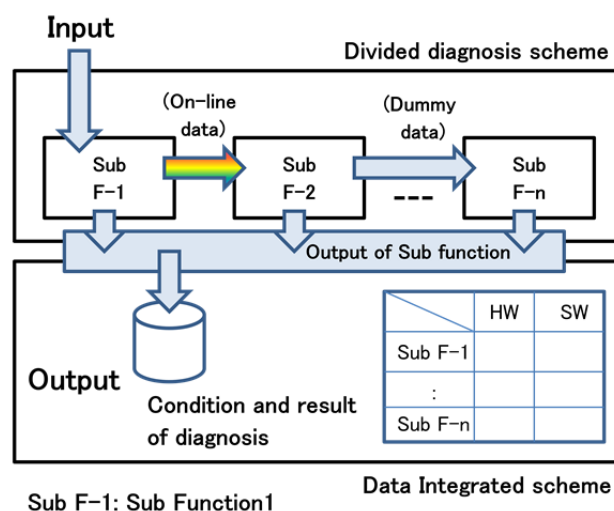 Input
Divided diagnosis scheme
(On-line
data)
(Dummy
data)
Sub
F-1
Sub
F-2
----
Sub
F-n
Output of Sub function
HW SW
Sub F-1
:
Sub F-n
Output
Condition and result
of diagnosis
Data Integrated scheme
Sub F-1: Sub Function1